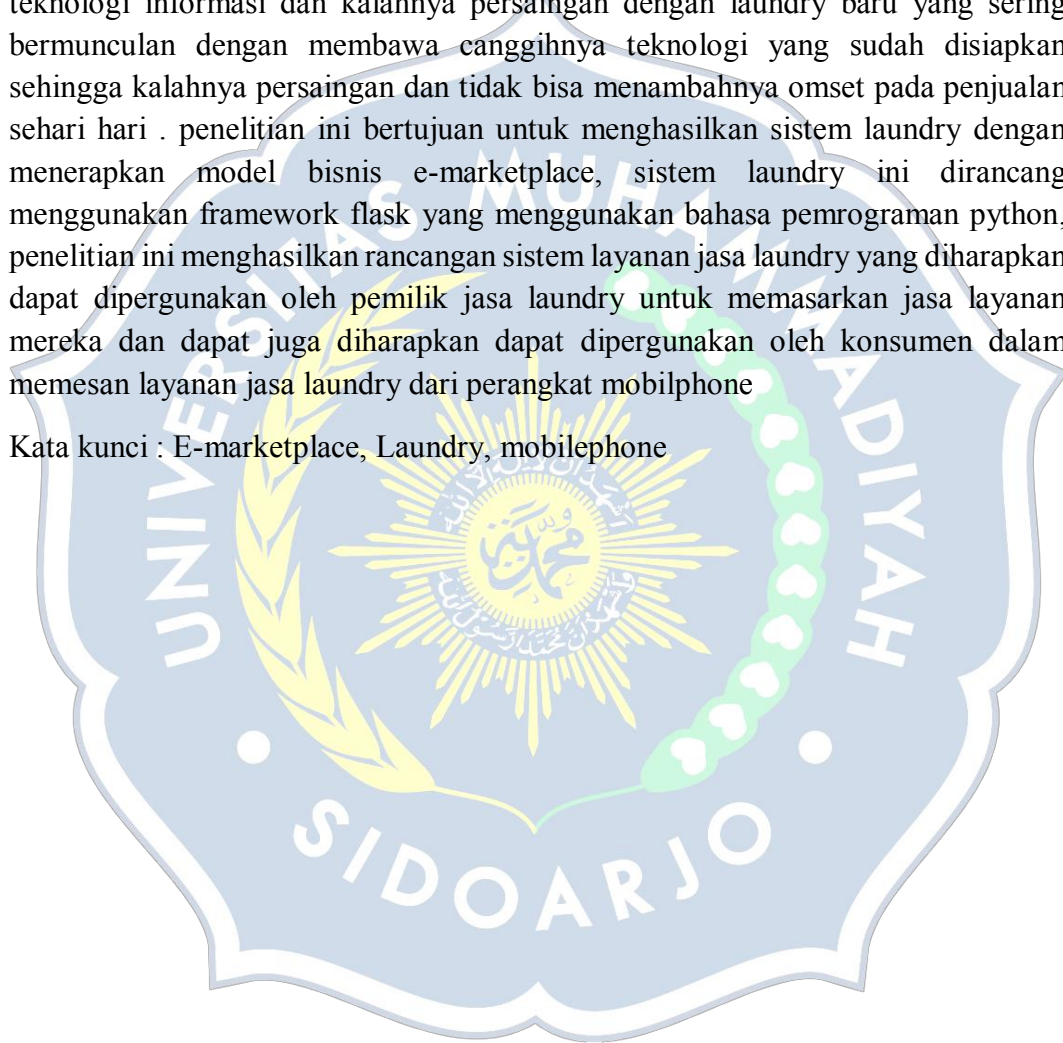 teknologi informasi dan kalahnya persaingan dengan laundry baru yang sering
bermunculan dengan membawa canggihnya teknologi yang sudah disiapkan
sehingga kalahnya persaingan dan tidak bisa menambahnya omset pada penjualan
sehari hari . penelitian ini bertujuan untuk menghasilkan sistem laundry dengan
menerapkan model bisnis e-marketplace, sistem laundry ini dirancang
menggunakan framework flask yang menggunakan bahasa pemrograman python,
penelitian ini menghasilkan rancangan sistem layanan jasa laundry yang diharapkan
dapat dipergunakan oleh pemilik jasa laundry untuk memasarkan jasa layanan
mereka dan dapat juga diharapkan dapat dipergunakan oleh konsumen dalam
memesan layanan jasa laundry dari perangkat mobilphone
Kata kunci : E-marketplace, Laundry, mobilephone
UNIVERSITAS MUHAMMADIYAH
SIDOARJO